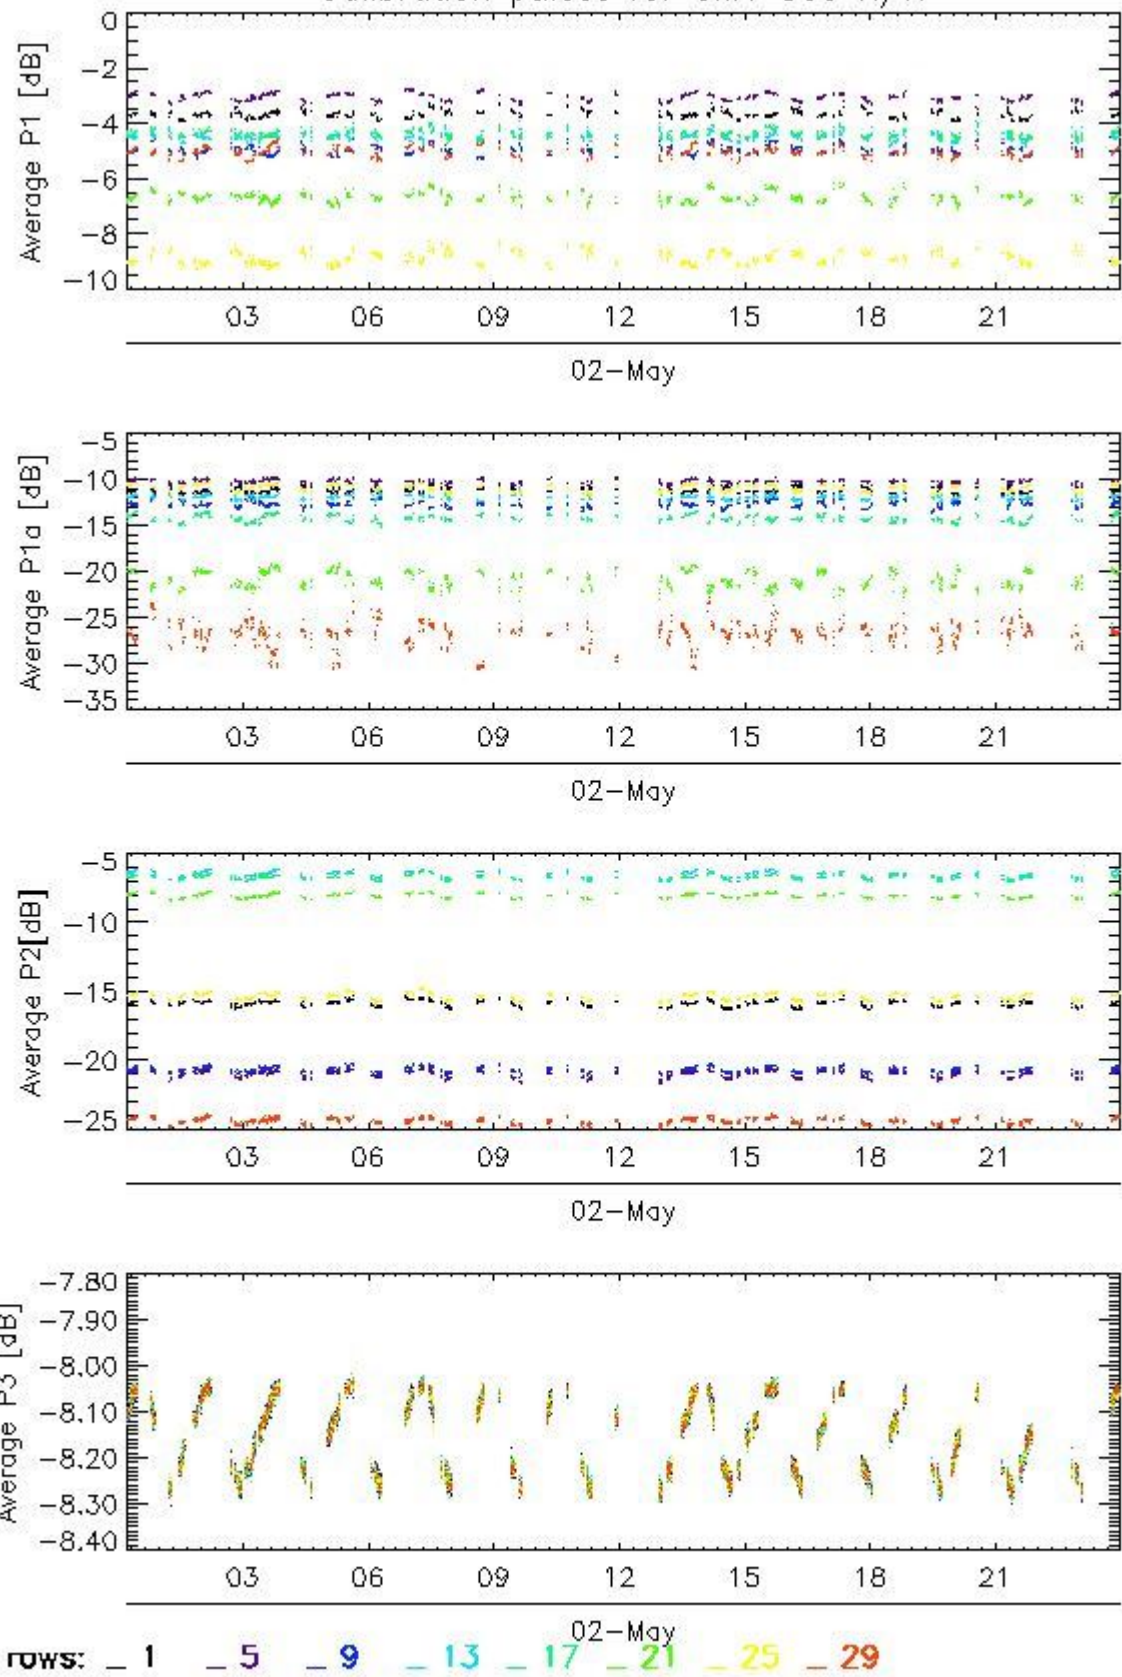 0
−2
−4
−6
−8
−10
Average P1 [dB]
03 06 09 12 15 18 21
02−May
−5
−10
−15
−20
−25
−30
−35
Average P1a [dB]
03 06 09 12 15 18 21
02−May
−5
−10
−15
−20
−25
Average P2[dB]
03 06 09 12 15 18 21
02−May
−7.80
−7.90
−8.00
−8.10
−8.20
−8.30
−8.40
Average P3 [dB]
03 06 09 12 15 18 21
02−May
rows: _ 1 _ 5 _ 9 _ 13 _ 17 _ 21 _ 25 _ 29